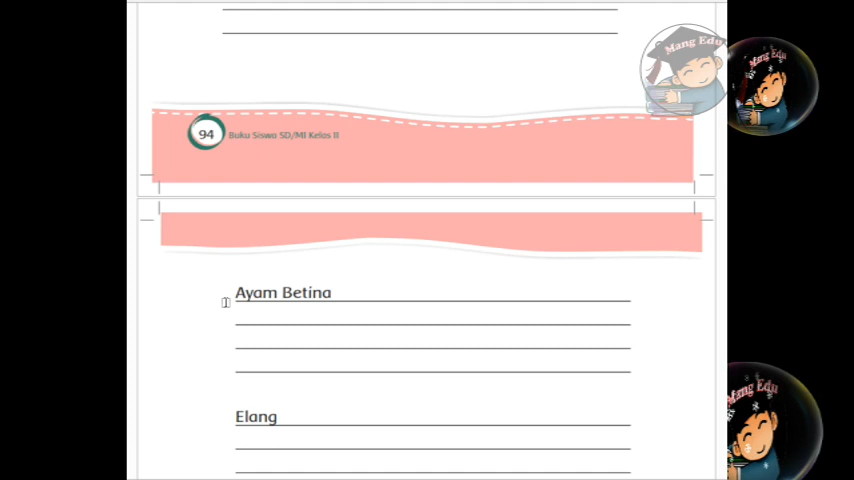 Mang Edu
Mang Edu
94
Buku Siswa SD/MI Kelas II
Ayam Betina
Elang
Mang Edu